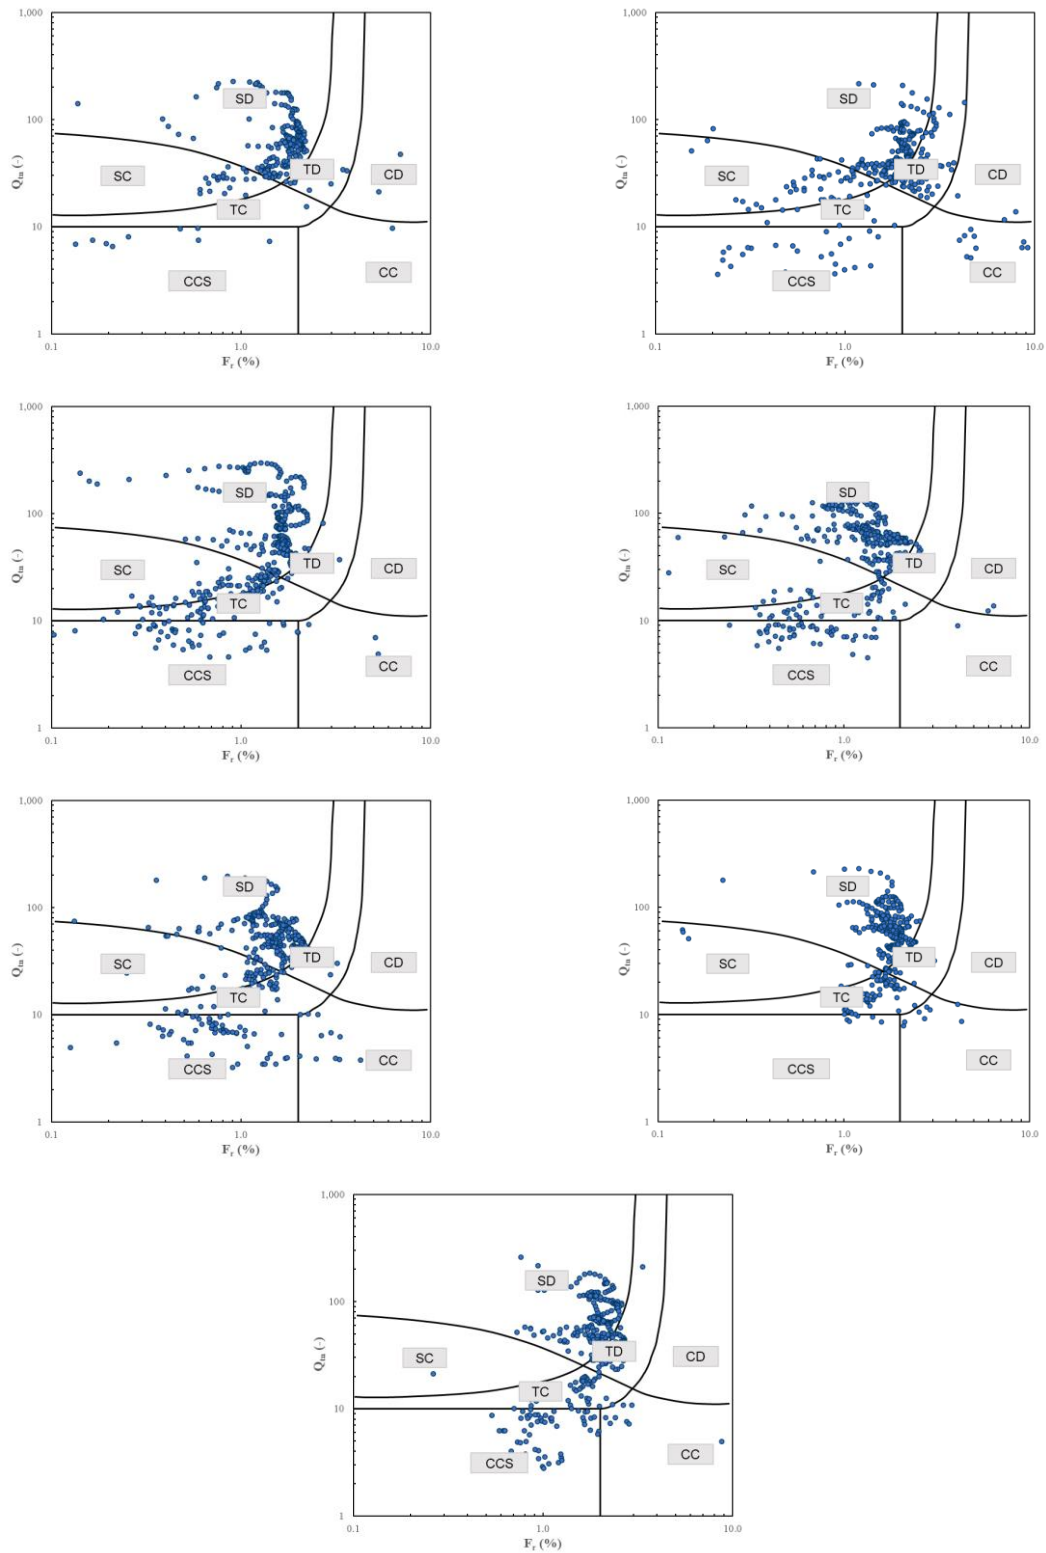 1,000
100
10
1
Qtn (-)
SD
SC
TD
CD
TC
CCS
CC
0.1 1.0 10.0
Fr (%)
1,000
100
10
1
Qtn (-)
SD
SC
TD
CD
TC
CCS
CC
0.1 1.0 10.0
Fr (%)
1,000
100
10
1
Qtn (-)
SD
SC
TD
CD
TC
CCS
CC
0.1 1.0 10.0
Fr (%)
1,000
100
10
1
Qtn (-)
SD
SC
TD
CD
TC
CCS
CC
0.1 1.0 10.0
Fr (%)
1,000
100
10
1
Qtn (-)
SD
SC
TD
CD
TC
CCS
CC
0.1 1.0 10.0
Fr (%)
1,000
100
10
1
Qtn (-)
SD
SC
TD
CD
TC
CCS
CC
0.1 1.0 10.0
Fr (%)
1,000
100
10
1
Qtn (-)
SD
SC
TD
CD
TC
CCS
CC
0.1 1.0 10.0
Fr (%)